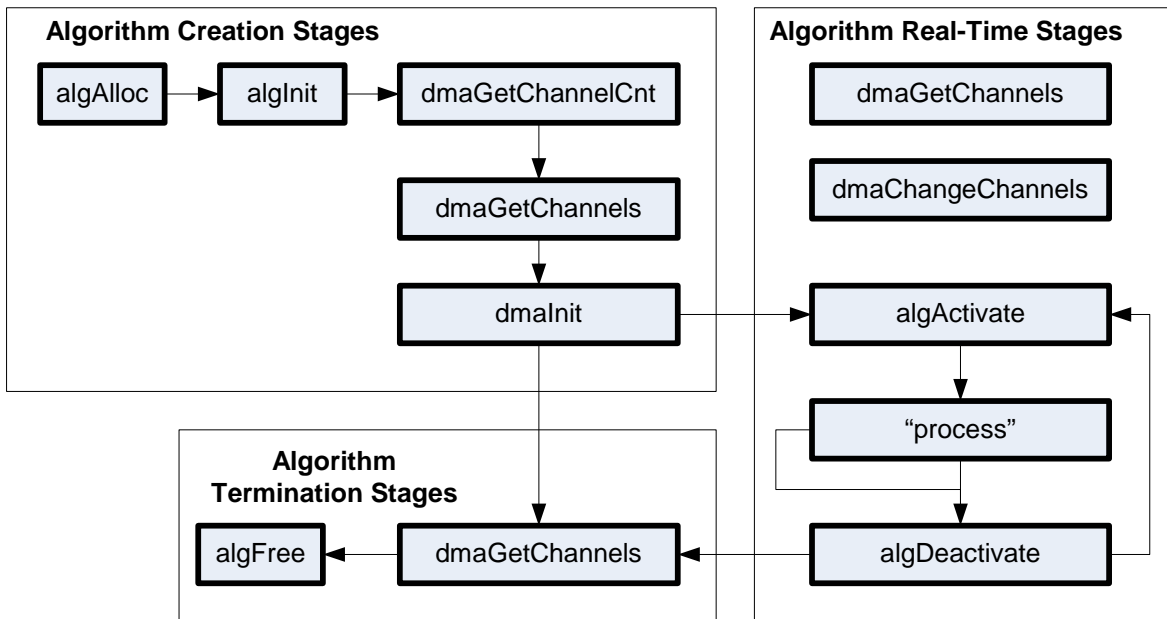 Algorithm Creation Stages
algAlloc
algInit
dmaGetChannelCnt
dmaGetChannels
dmaInit
Algorithm Real-Time Stages
dmaGetChannels
dmaChangeChannels
algActivate
“process”
algDeactivate
Algorithm
Termination Stages
algFree
dmaGetChannels